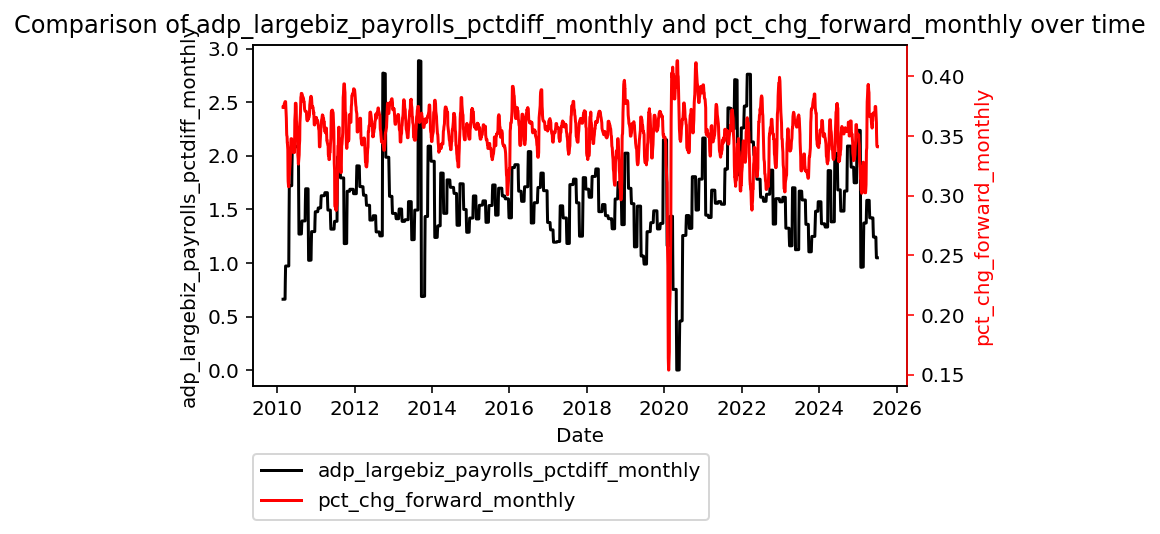 Comparison of adp_largebiz_payrolls_pctdiff_monthly and pct_chg_forward_monthly over time
adp_largebiz_payrolls_pctdiff_monthly
3.0
2.5
2.0
1.5
1.0
0.5
0.0
0.40
0.35
0.30
0.25
0.20
0.15
pct_chg_forward_monthly
2010 2012 2014 2016 2018 2020 2022 2024 2026
Date
adp_largebiz_payrolls_pctdiff_monthly
pct_chg_forward_monthly